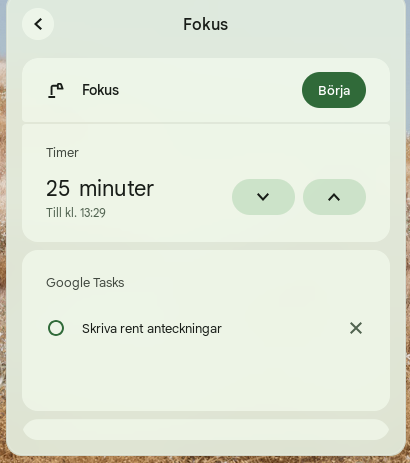 Fokus
Fokus
Börja
Timer
25 minuter
Till kl. 13:29
Google Tasks
Skriva rent anteckningar